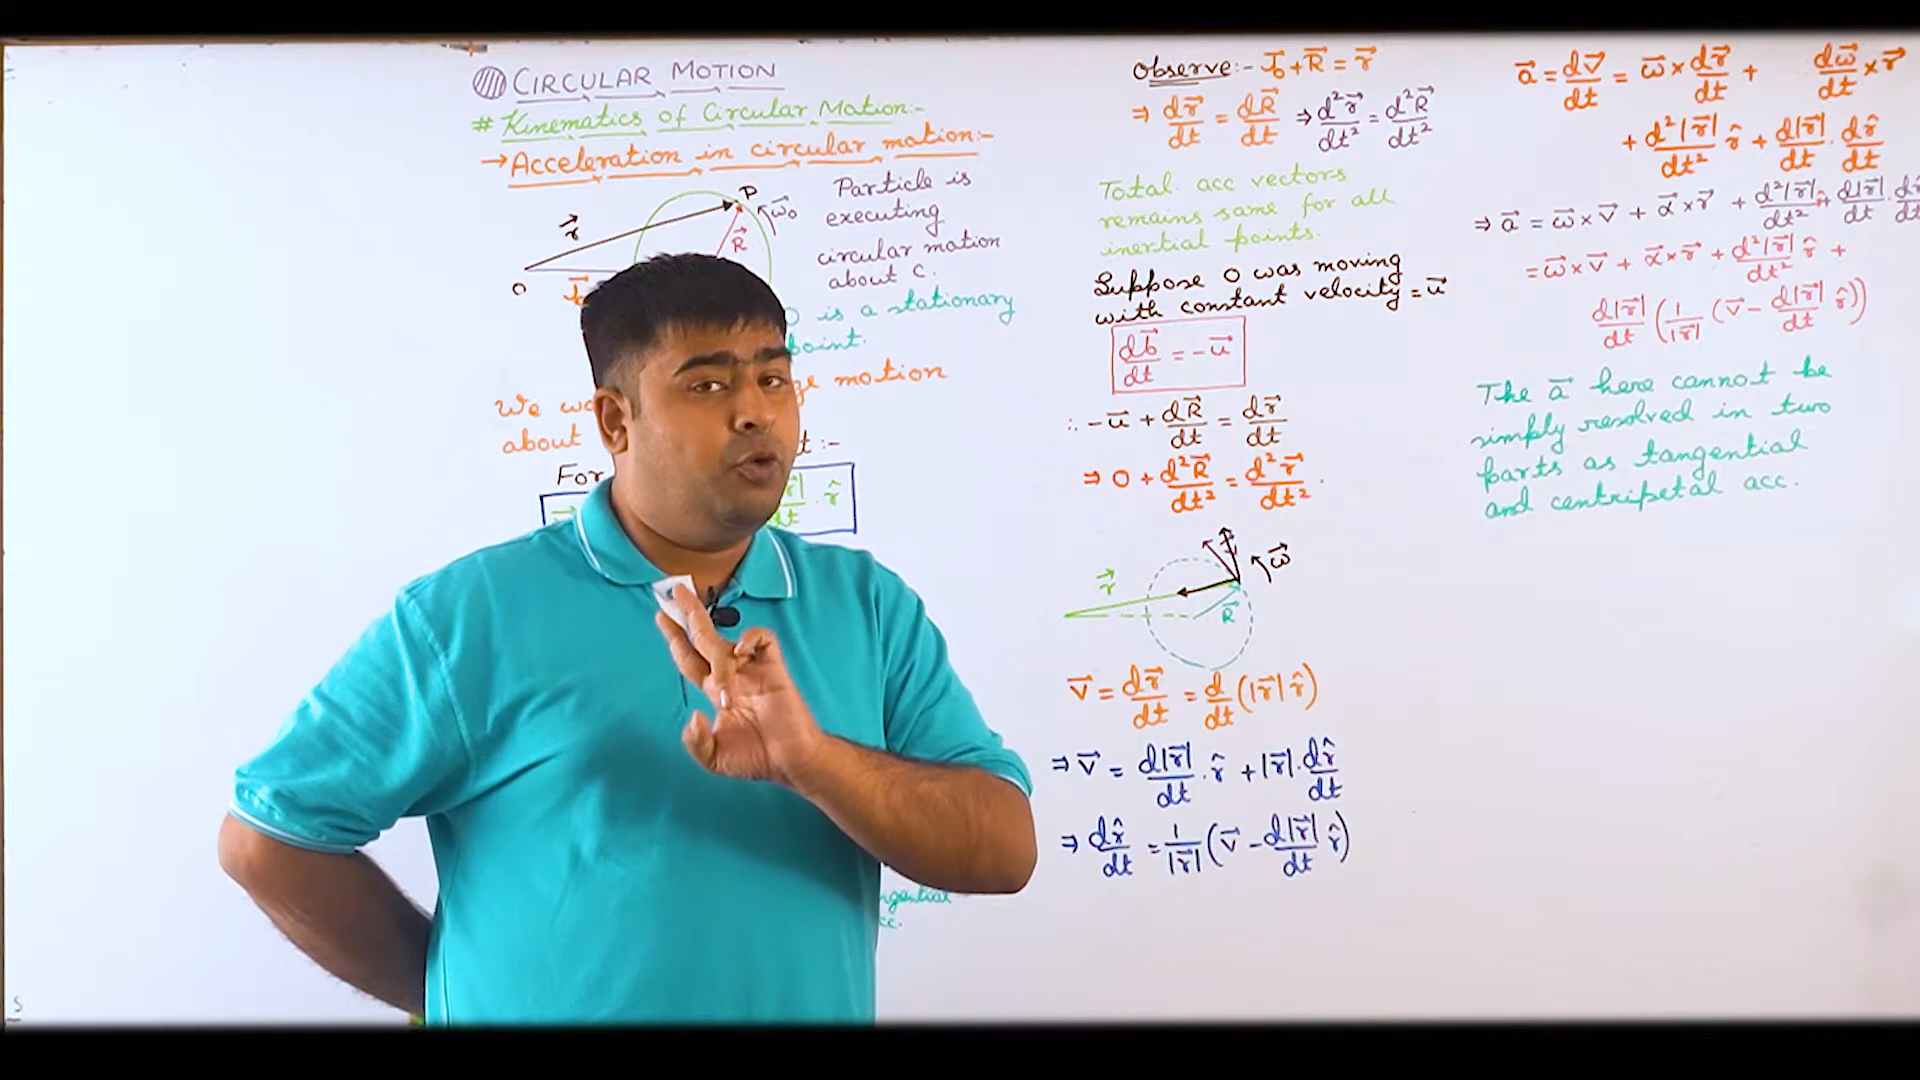 CIRCULAR MOTION
# Kinematics of Circular Motion:-
→ Acceleration in circular motion:-
P
r⃗
ω⃗₀
R⃗
O
Particle is
executing
circular motion
about C.
O is a stationary
point.
motion
about
For
d|r⃗|/dt · r̂
Observe:- b⃗ + R⃗ = r⃗
⇒ dr⃗/dt = dR⃗/dt ⇒ d²r⃗/dt² = d²R⃗/dt²
Total acc vectors
remains same for all
inertial points.
Suppose O was moving
with constant velocity = u⃗
db⃗/dt = -u⃗
∴ -u⃗ + dR⃗/dt = dr⃗/dt
⇒ 0 + d²R⃗/dt² = d²r⃗/dt².
r⃗
ω⃗
R⃗
v⃗ = dr⃗/dt = d/dt (|r⃗| r̂)
⇒ v⃗ = d|r⃗|/dt · r̂ + |r⃗| · dr̂/dt
⇒ dr̂/dt = 1/|r⃗| (v⃗ - d|r⃗|/dt r̂)
a⃗ = dv⃗/dt = ω⃗ × dr⃗/dt + dω⃗/dt × r⃗
+ d²|r⃗|/dt² r̂ + d|r⃗|/dt · dr̂/dt
⇒ a⃗ = ω⃗ × v⃗ + α⃗ × r⃗ + d²|r⃗|/dt² r̂ + d|r⃗|/dt ·
= ω⃗ × v⃗ + α⃗ × r⃗ + d²|r⃗|/dt² r̂ +
d|r⃗|/dt (1/|r⃗| (v⃗ - d|r⃗|/dt r̂))
The a⃗ here cannot be
simply resolved in two
parts as tangential
and centripetal acc.